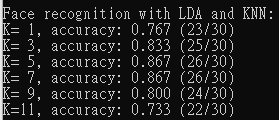 Face recognition with LDA and KNN:
K= 1, accuracy: 0.767 (23/30)
K= 3, accuracy: 0.833 (25/30)
K= 5, accuracy: 0.867 (26/30)
K= 7, accuracy: 0.867 (26/30)
K= 9, accuracy: 0.800 (24/30)
K=11, accuracy: 0.733 (22/30)